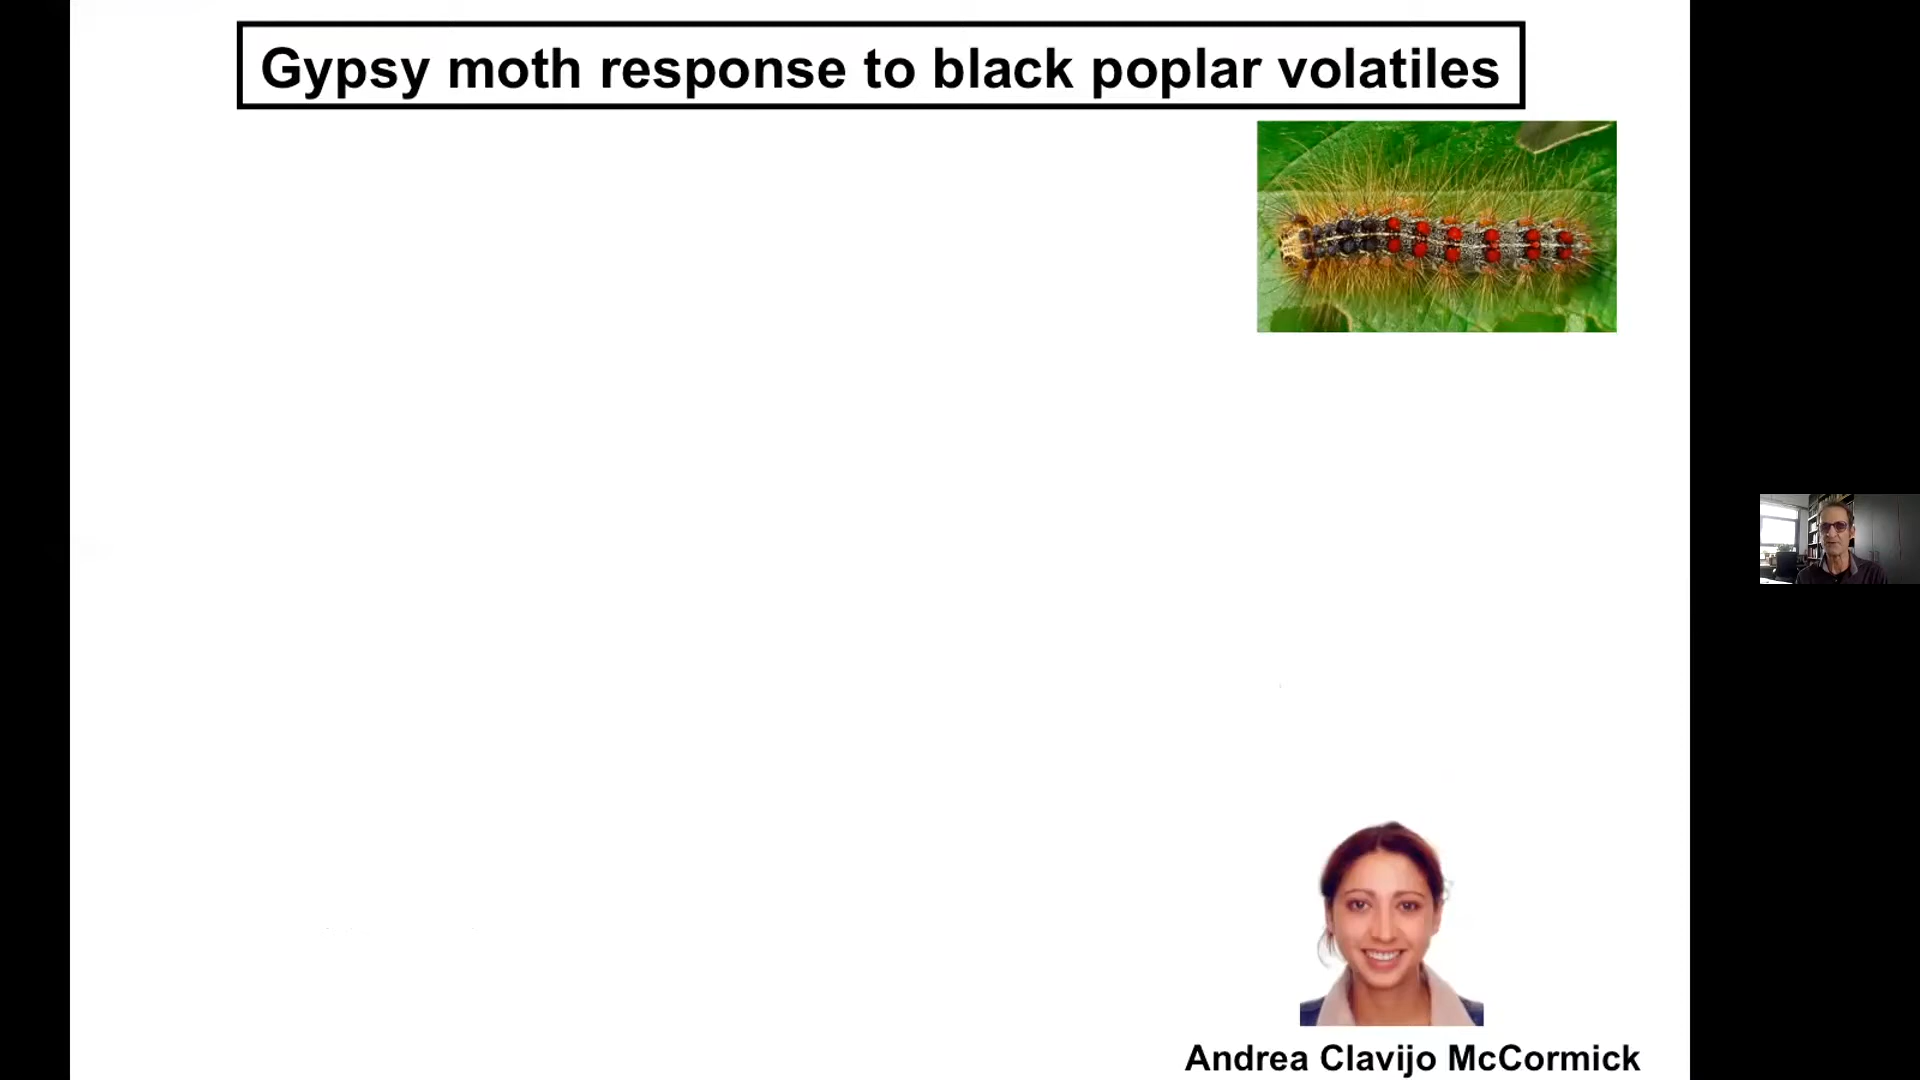 Gypsy moth response to black poplar volatiles
Andrea Clavijo McCormick